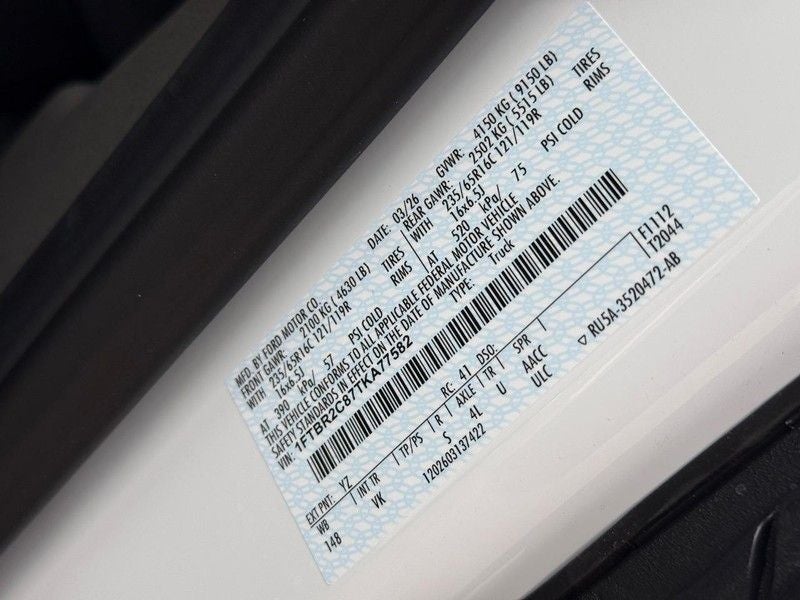 MFD. BY FORD MOTOR CO. DATE: 03/26 GVWR: 4150 KG ( 9150 LB)
FRONT GAWR: 2100 KG ( 4630 LB) REAR GAWR: 2502 KG ( 5515 LB)
WITH 235/65R16C 121/119R TIRES WITH 235/65R16C 121/119R TIRES
16x6.5J RIMS 16x6.5J RIMS
AT 390 kPa/ 57 PSI COLD AT 520 kPa/ 75 PSI COLD
THIS VEHICLE CONFORMS TO ALL APPLICABLE FEDERAL MOTOR VEHICLE
SAFETY STANDARDS IN EFFECT ON THE DATE OF MANUFACTURE SHOWN ABOVE.
VIN: 1FTBR2C87TKA77582 TYPE: Truck
EXT PNT: YZ KC: 41 DSO: F1112
WB INT TR TP/PS R AXLE TR SPR T2044
148 VK S 4L U AACC
120203137422 ULC ▽ RU5A-3520472-AB